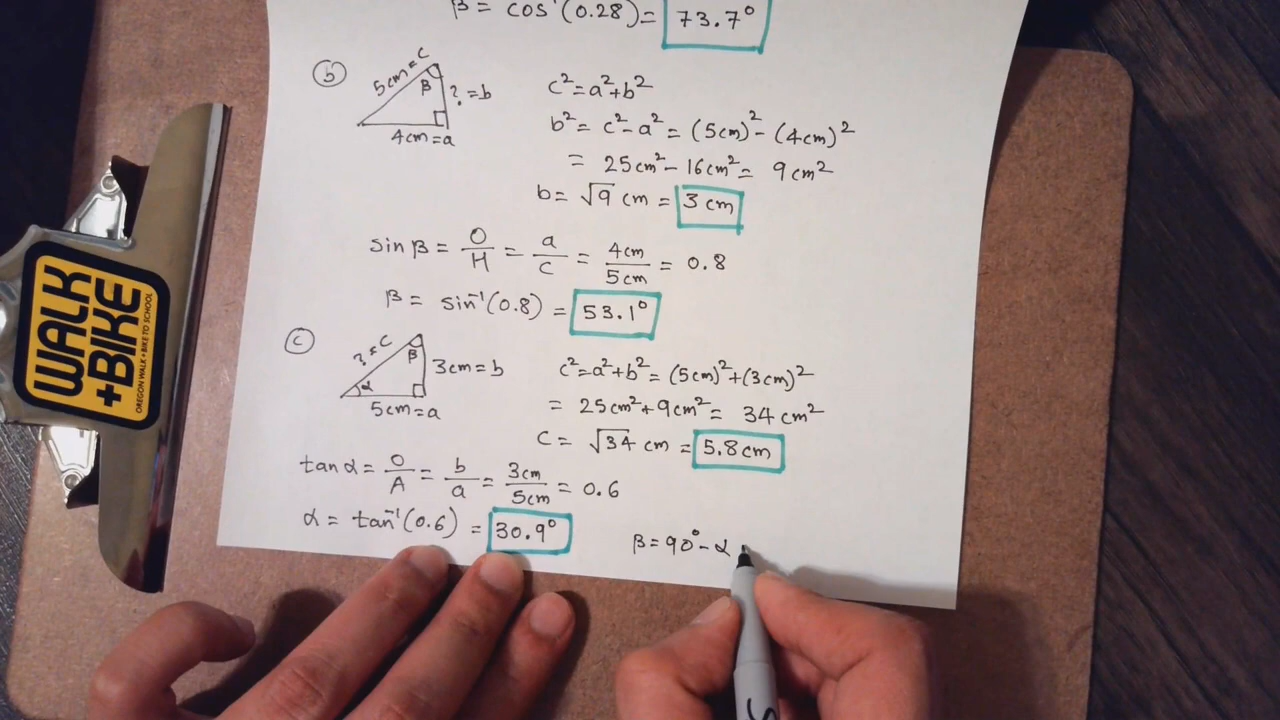 β = cos⁻¹(0.28) = 73.7°
ⓑ
5cm = c
β
? = b
4cm = a
c² = a² + b²
b² = c² - a² = (5cm)² - (4cm)²
= 25cm² - 16cm² = 9cm²
b = √9 cm = 3 cm
sin β = O/H = a/c = 4cm/5cm = 0.8
β = sin⁻¹(0.8) = 53.1°
ⓒ
? = c
β
3cm = b
α
5cm = a
c² = a² + b² = (5cm)² + (3cm)²
= 25cm² + 9cm² = 34 cm²
c = √34 cm = 5.8cm
tan α = O/A = b/a = 3cm/5cm = 0.6
α = tan⁻¹(0.6) = 30.9°
β = 90° - α
WALK
+BIKE
OREGON WALK + BIKE TO SCHOOL
S